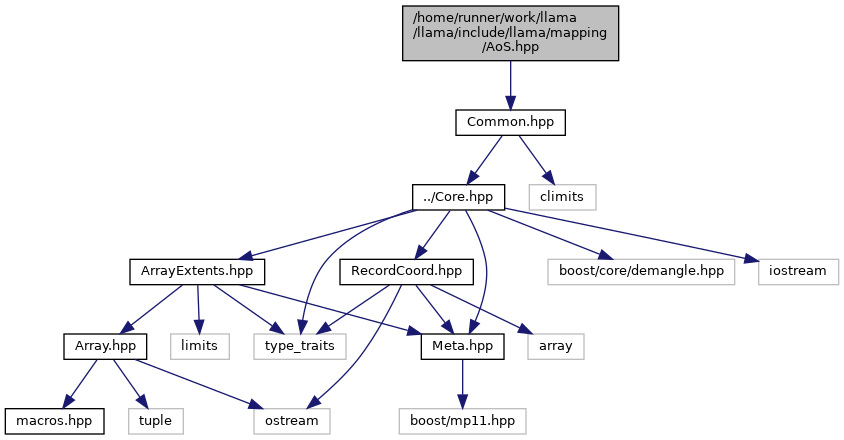 /home/runner/work/llama
/llama/include/llama/mapping
/AoS.hpp
Common.hpp
../Core.hpp
climits
ArrayExtents.hpp
RecordCoord.hpp
boost/core/demangle.hpp
iostream
Array.hpp
limits
type_traits
Meta.hpp
array
macros.hpp
tuple
ostream
boost/mp11.hpp